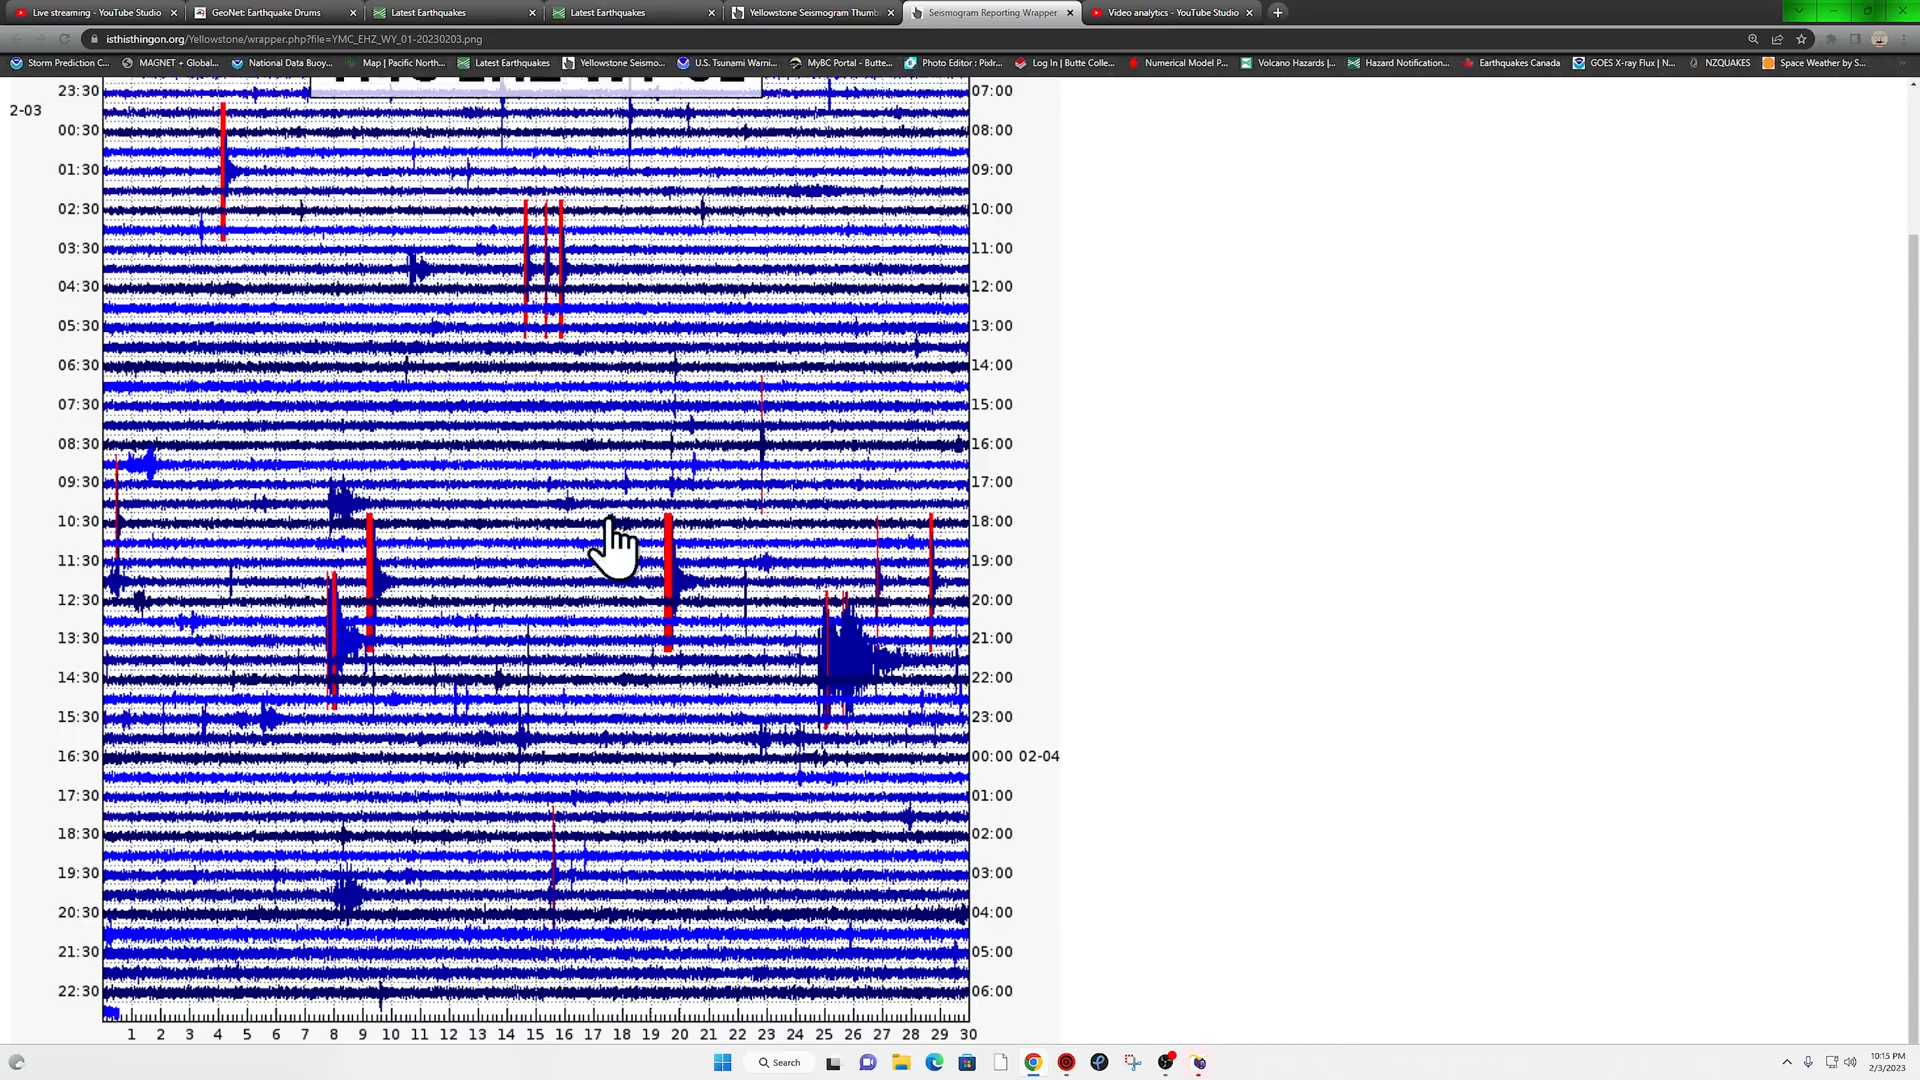 Live streaming - YouTube Studio
GeoNet: Earthquake Drums
Latest Earthquakes
Latest Earthquakes
Yellowstone Seismogram Thumb
Seismogram Reporting Wrapper
Video analytics - YouTube Studio
isthisthingon.org/Yellowstone/wrapper.php?file=YMC_EHZ_WY_01-20230203.png
Storm Prediction C...
MAGNET + Global...
National Data Buoy...
Map | Pacific North...
Latest Earthquakes
Yellowstone Seismo...
U.S. Tsunami Warni...
MyBC Portal - Butte...
Photo Editor : Pixlr...
Log In | Butte Colle...
Numerical Model P...
Volcano Hazards |...
Hazard Notification...
Earthquakes Canada
GOES X-ray Flux | N...
NZQUAKES
Space Weather by S...
23:30 07:00
2-03
00:30 08:00
01:30 09:00
02:30 10:00
03:30 11:00
04:30 12:00
05:30 13:00
06:30 14:00
07:30 15:00
08:30 16:00
09:30 17:00
10:30 18:00
11:30 19:00
12:30 20:00
13:30 21:00
14:30 22:00
15:30 23:00
16:30 00:00 02-04
17:30 01:00
18:30 02:00
19:30 03:00
20:30 04:00
21:30 05:00
22:30 06:00
1 2 3 4 5 6 7 8 9 10 11 12 13 14 15 16 17 18 19 20 21 22 23 24 25 26 27 28 29 30
Search
10:15 PM
2/3/2023